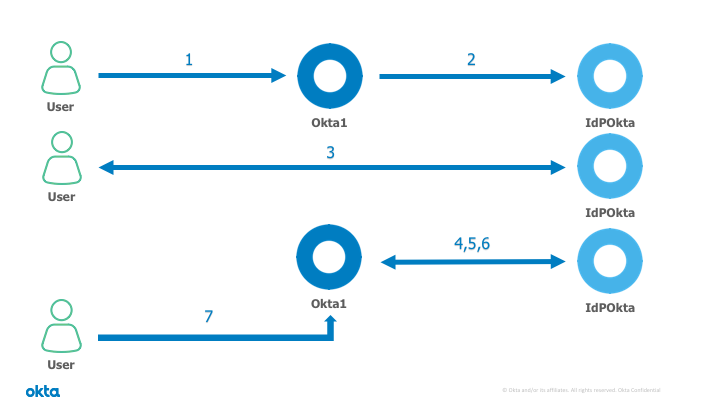 1
2
User
Okta1
IdPOkta
3
User
IdPOkta
4,5,6
Okta1
IdPOkta
7
User
okta
© Okta and/or its affiliates. All rights reserved. Okta Confidential